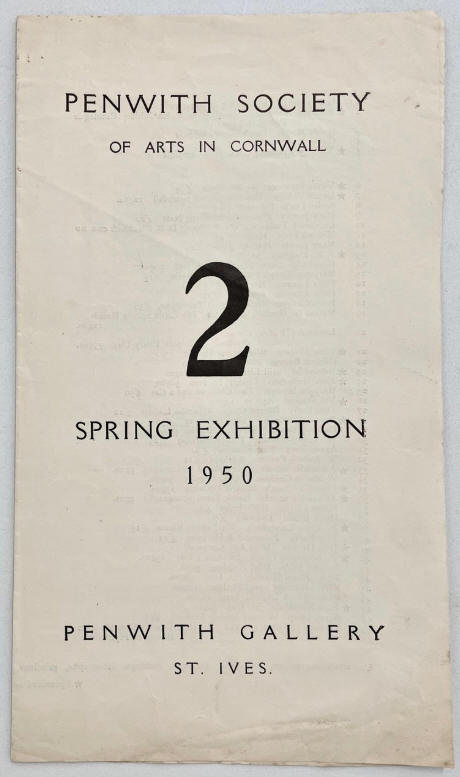 PENWITH SOCIETY
OF ARTS IN CORNWALL
2
SPRING EXHIBITION
1950
PENWITH GALLERY
ST. IVES.